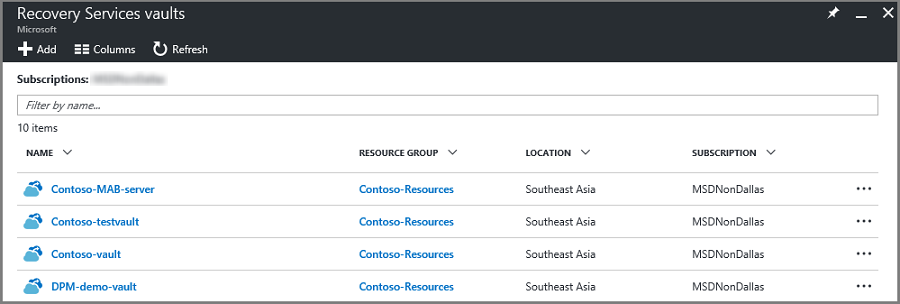 Recovery Services vaults
Microsoft
Add Columns Refresh
Subscriptions:
Filter by name...
10 items
NAME RESOURCE GROUP LOCATION SUBSCRIPTION
Contoso-MAB-server Contoso-Resources Southeast Asia MSDNonDallas
Contoso-testvault Contoso-Resources Southeast Asia MSDNonDallas
Contoso-vault Contoso-Resources Southeast Asia MSDNonDallas
DPM-demo-vault Contoso-Resources Southeast Asia MSDNonDallas